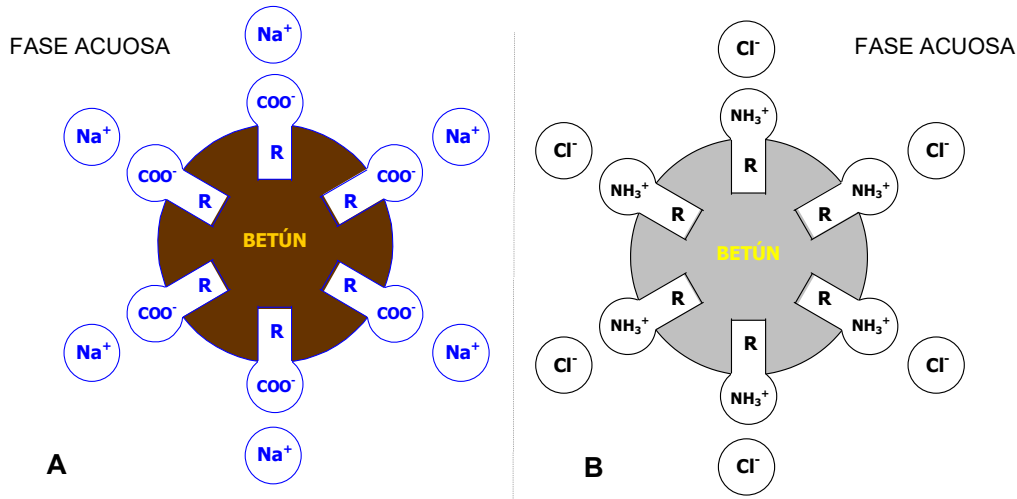 FASE ACUOSA
Na⁺
COO⁻
R
Na⁺
COO⁻
R
Na⁺
COO⁻
R
BETÚN
Na⁺
COO⁻
R
Na⁺
COO⁻
R
Na⁺
COO⁻
R
A
FASE ACUOSA
Cl⁻
NH₃⁺
R
Cl⁻
NH₃⁺
R
Cl⁻
NH₃⁺
R
BETÚN
Cl⁻
NH₃⁺
R
Cl⁻
NH₃⁺
R
R
NH₃⁺
Cl⁻
B